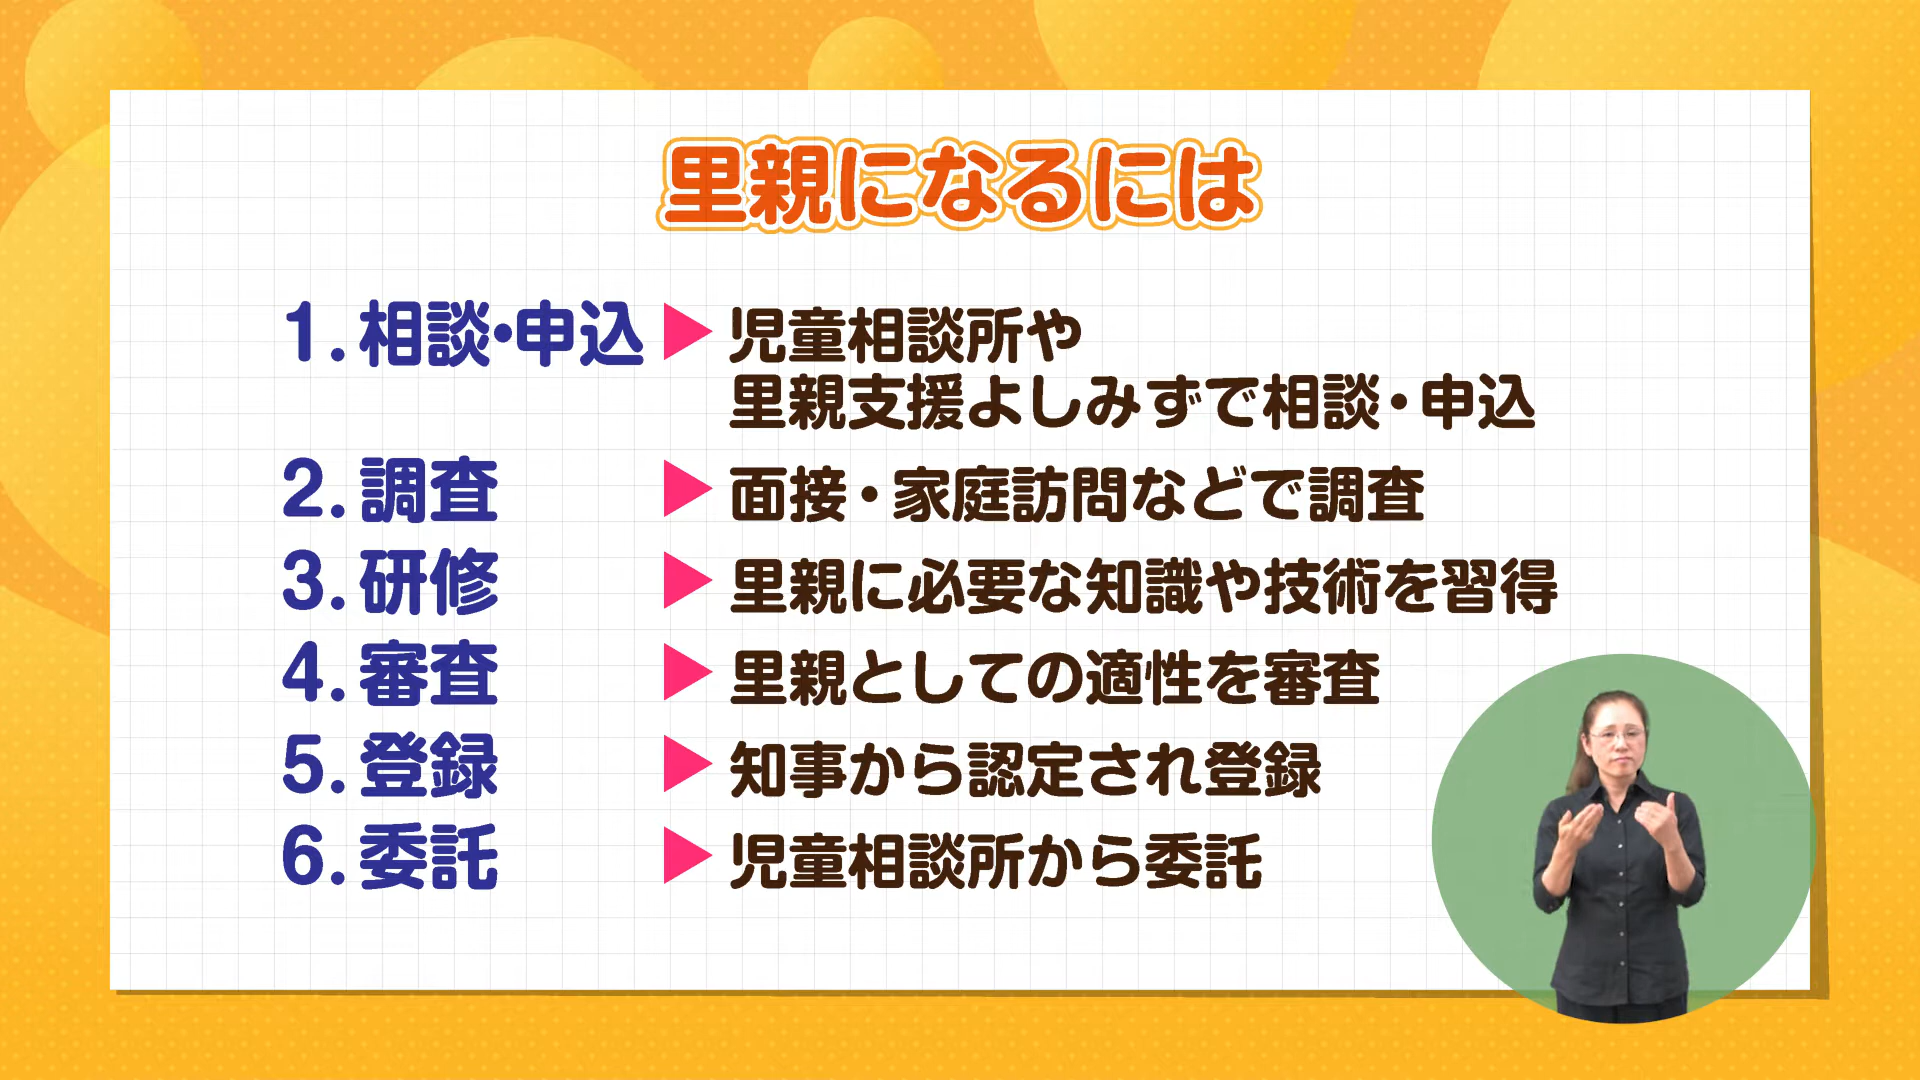 里親になるには
1. 相談・申込 ▶ 児童相談所や
里親支援よしみずで相談・申込
2. 調査 ▶ 面接・家庭訪問などで調査
3. 研修 ▶ 里親に必要な知識や技術を習得
4. 審査 ▶ 里親としての適性を審査
5. 登録 ▶ 知事から認定され登録
6. 委託 ▶ 児童相談所から委託